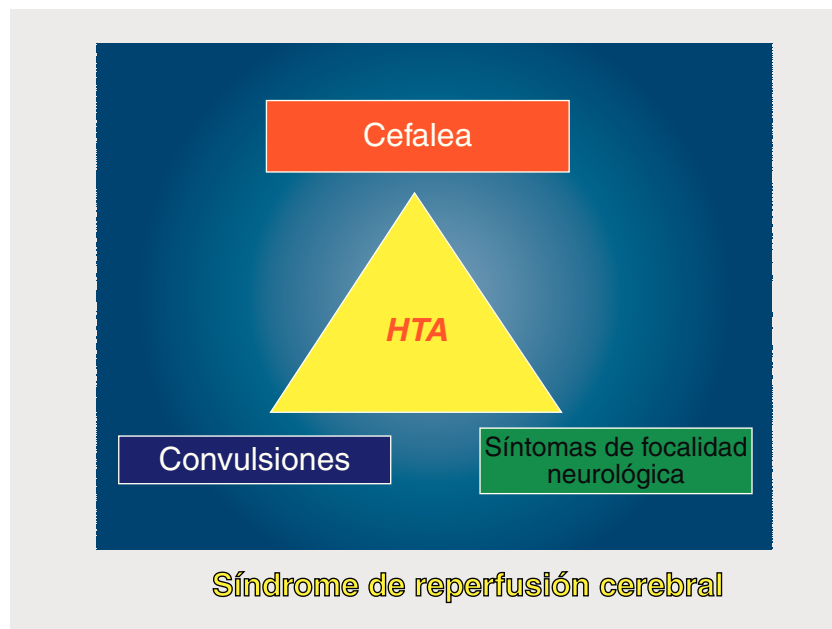 Cefalea
HTA
Convulsiones
Síntomas de focalidad
neurológica
Síndrome de reperfusión cerebral